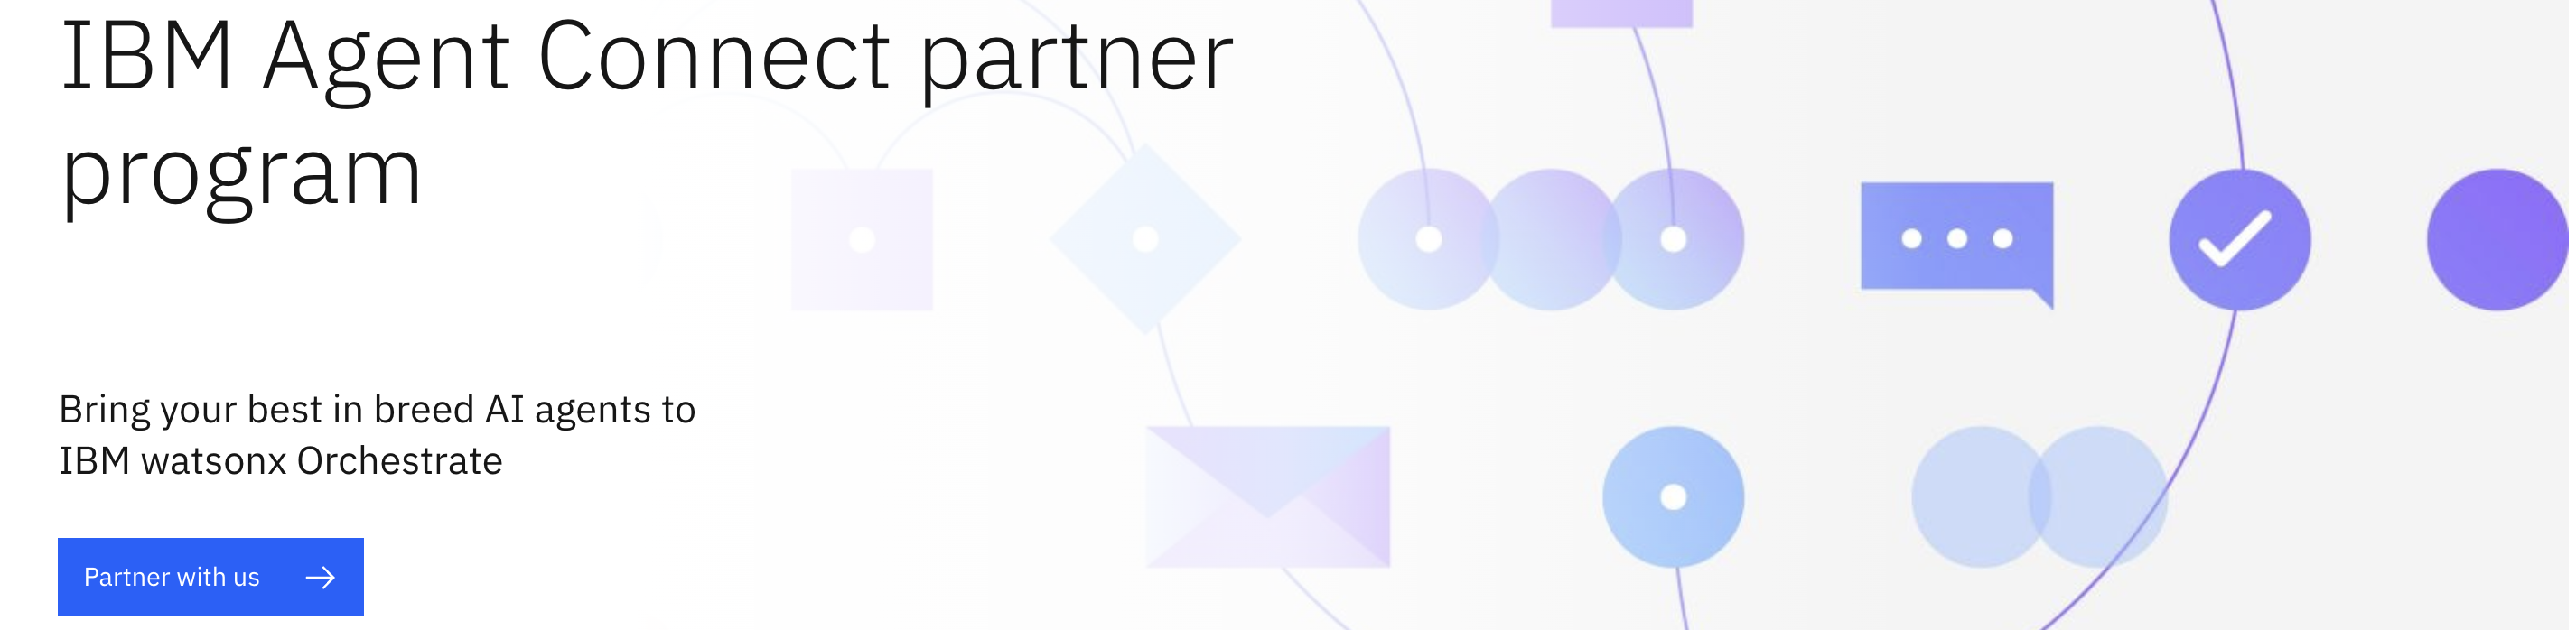 IBM Agent Connect partner
program
Bring your best in breed AI agents to
IBM watsonx Orchestrate
Partner with us